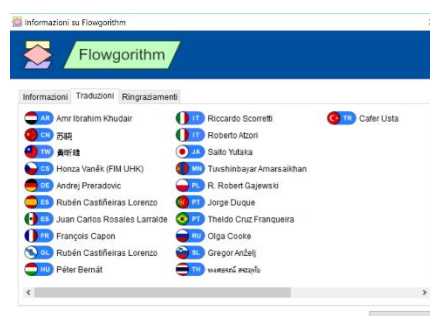 Informazioni su Flowgorithm
Flowgorithm
Informazioni Traduzioni Ringraziamenti
AR Amr Ibrahim Khudair
CN
TW 黃昕暐
CS Honza Vaněk (FIM UHK)
DE Andrej Preradovic
ES Rubén Castiñeiras Lorenzo
ES Juan Carlos Rosales Larralde
FR François Capon
GL Rubén Castiñeiras Lorenzo
HU Péter Bernát
IT Riccardo Scorretti
IT Roberto Atzori
JA Saito Yutaka
MN Tuvshinbayar Amarsaikhan
PL R. Robert Gajewski
PT Jorge Duque
PT Theldo Cruz Franqueira
RU Olga Cooke
SL Gregor Anželj
TH
TR Cafer Usta